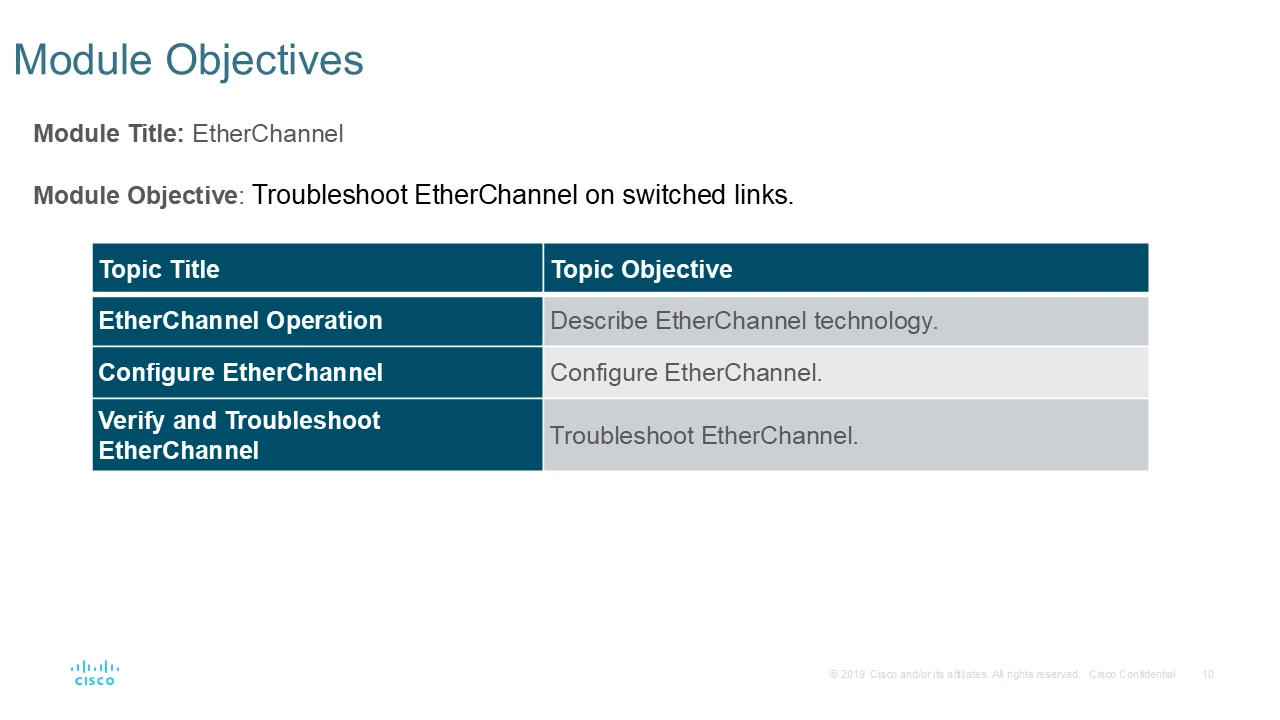 Module Objectives
Module Title: EtherChannel
Module Objective: Troubleshoot EtherChannel on switched links.
Topic Title Topic Objective
EtherChannel Operation Describe EtherChannel technology.
Configure EtherChannel Configure EtherChannel.
Verify and Troubleshoot
EtherChannel
Troubleshoot EtherChannel.
CISCO
© 2019 Cisco and/or its affiliates. All rights reserved. Cisco Confidential 10